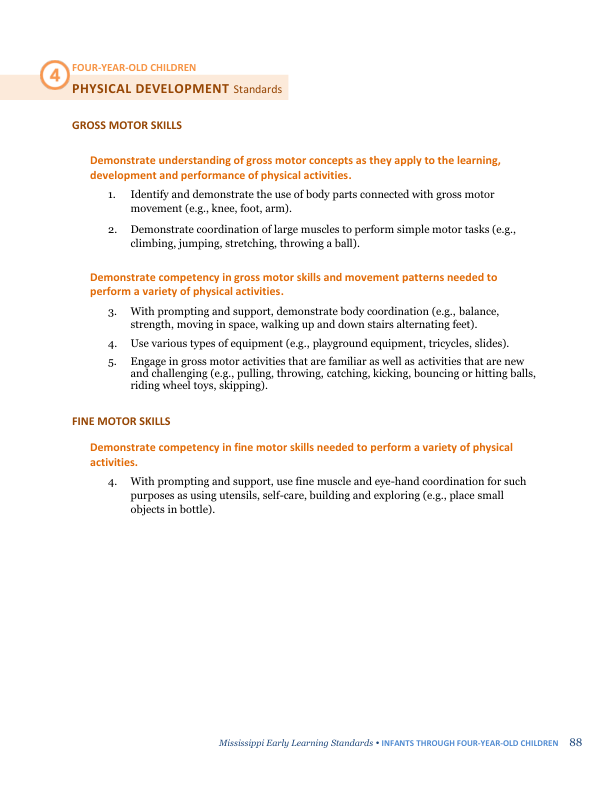 4
FOUR-YEAR-OLD CHILDREN
PHYSICAL DEVELOPMENT Standards
GROSS MOTOR SKILLS
Demonstrate understanding of gross motor concepts as they apply to the learning,
development and performance of physical activities.
1. Identify and demonstrate the use of body parts connected with gross motor
movement (e.g., knee, foot, arm).
2. Demonstrate coordination of large muscles to perform simple motor tasks (e.g.,
climbing, jumping, stretching, throwing a ball).
Demonstrate competency in gross motor skills and movement patterns needed to
perform a variety of physical activities.
3. With prompting and support, demonstrate body coordination (e.g., balance,
strength, moving in space, walking up and down stairs alternating feet).
4. Use various types of equipment (e.g., playground equipment, tricycles, slides).
5. Engage in gross motor activities that are familiar as well as activities that are new
and challenging (e.g., pulling, throwing, catching, kicking, bouncing or hitting balls,
riding wheel toys, skipping).
FINE MOTOR SKILLS
Demonstrate competency in fine motor skills needed to perform a variety of physical
activities.
4. With prompting and support, use fine muscle and eye-hand coordination for such
purposes as using utensils, self-care, building and exploring (e.g., place small
objects in bottle).
Mississippi Early Learning Standards • INFANTS THROUGH FOUR-YEAR-OLD CHILDREN 88